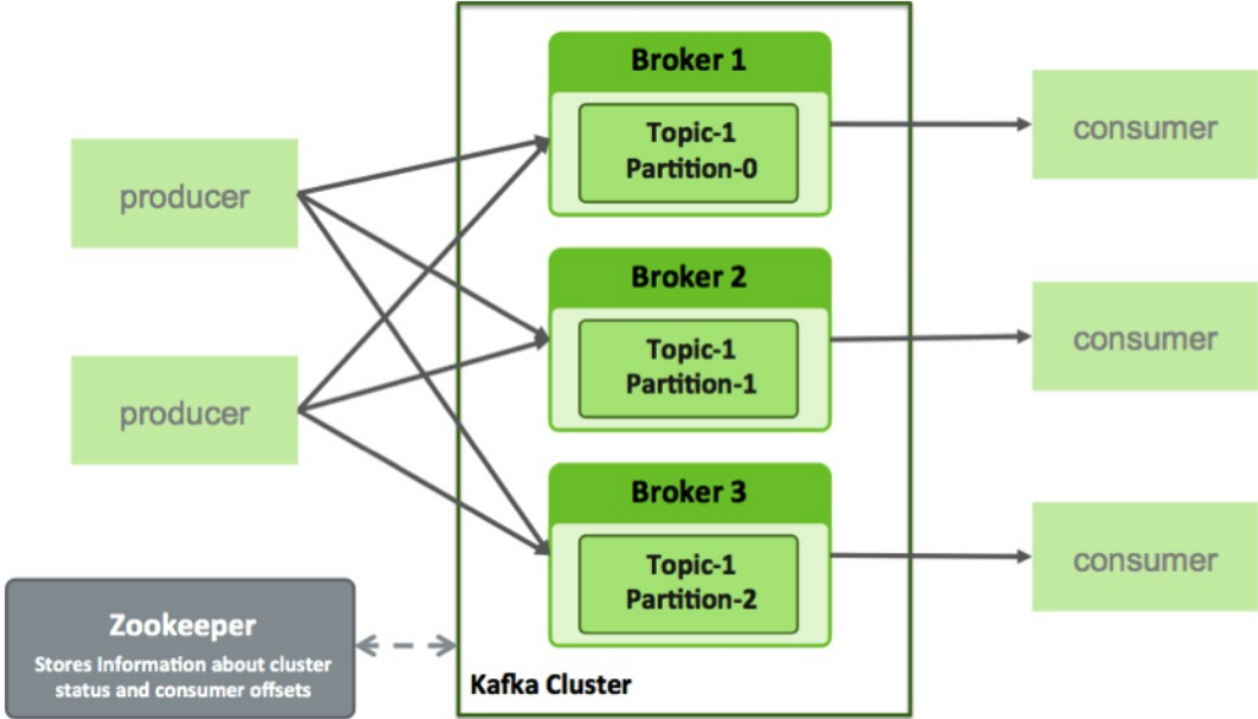 Broker 1
Topic-1
Partition-0
producer
consumer
Broker 2
Topic-1
Partition-1
producer
consumer
Broker 3
Topic-1
Partition-2
consumer
Zookeeper
Stores Information about cluster
status and consumer offsets
Kafka Cluster